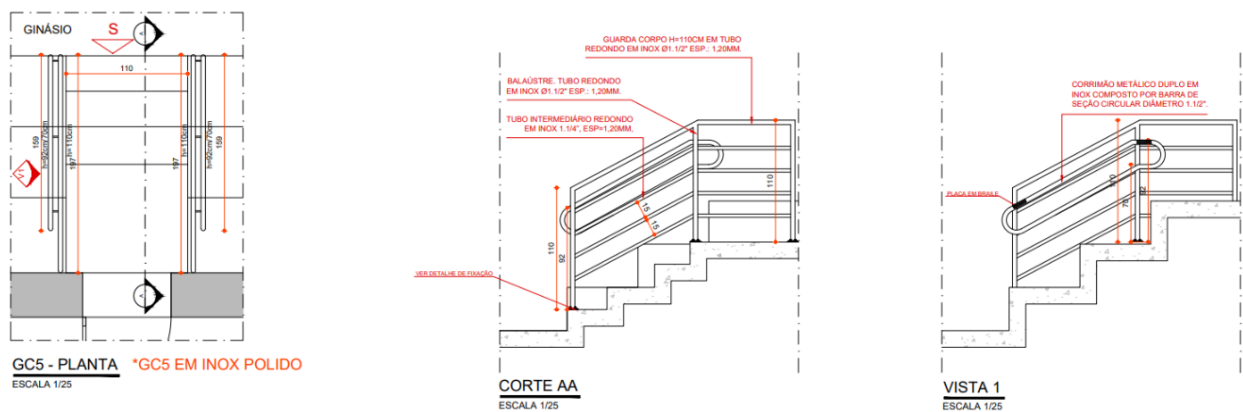 GINÁSIO
S
A
110
159
h=92cm/70cm
197
h=110cm
197
h=110cm
h=92cm/70cm
159
A
GC5 - PLANTA *GC5 EM INOX POLIDO
ESCALA 1/25
GUARDA CORPO H=110CM EM TUBO
REDONDO EM INOX Ø1.1/2" ESP.: 1,20MM.
BALAÚSTRE. TUBO REDONDO
EM INOX Ø1.1/2" ESP.: 1,20MM.
TUBO INTERMEDIÁRIO REDONDO
EM INOX 1.1/4", ESP=1,20MM,
15
15
110
110
92
VER DETALHE DE FIXAÇÃO
CORTE AA
ESCALA 1/25
CORRIMÃO METÁLICO DUPLO EM
INOX COMPOSTO POR BARRA DE
SEÇÃO CIRCULAR DIÂMETRO 1.1/2".
PLACA EM BRAILE
110
70
92
VISTA 1
ESCALA 1/25